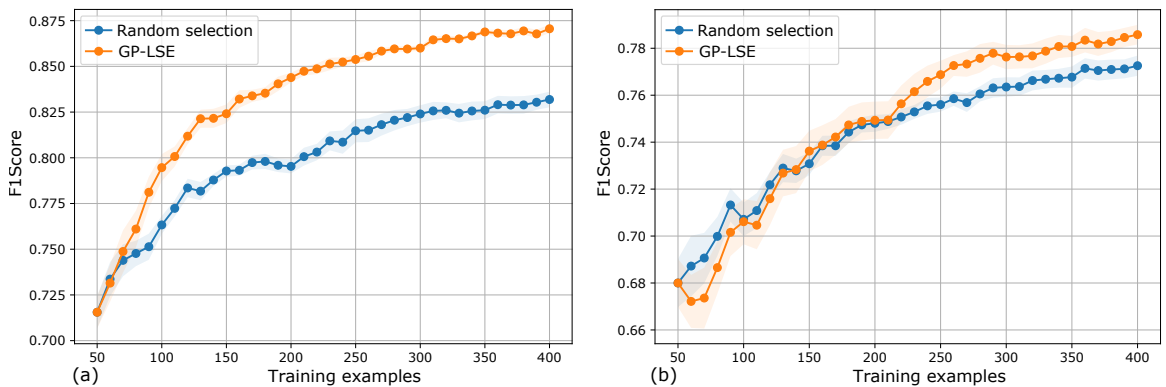 0.875
0.850
0.825
0.800
0.775
0.750
0.725
0.700
F1Score
Random selection
GP-LSE
50 100 150 200 250 300 350 400
(a) Training examples
0.78
0.76
0.74
0.72
0.70
0.68
0.66
F1Score
Random selection
GP-LSE
50 100 150 200 250 300 350 400
(b) Training examples